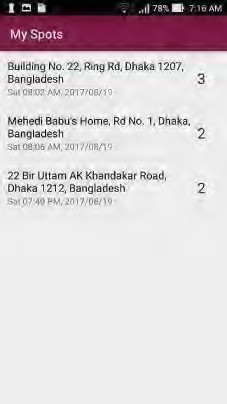 78% 7:16 AM
My Spots
Building No. 22, Ring Rd, Dhaka 1207,
Bangladesh
3
Sat 08:02 AM, 2017/08/19
Mehedi Babu's Home, Rd No. 1, Dhaka,
Bangladesh
2
Sat 08:06 AM, 2017/08/19
22 Bir Uttam AK Khandakar Road,
Dhaka 1212, Bangladesh
2
Sat 07:40 PM, 2017/08/19